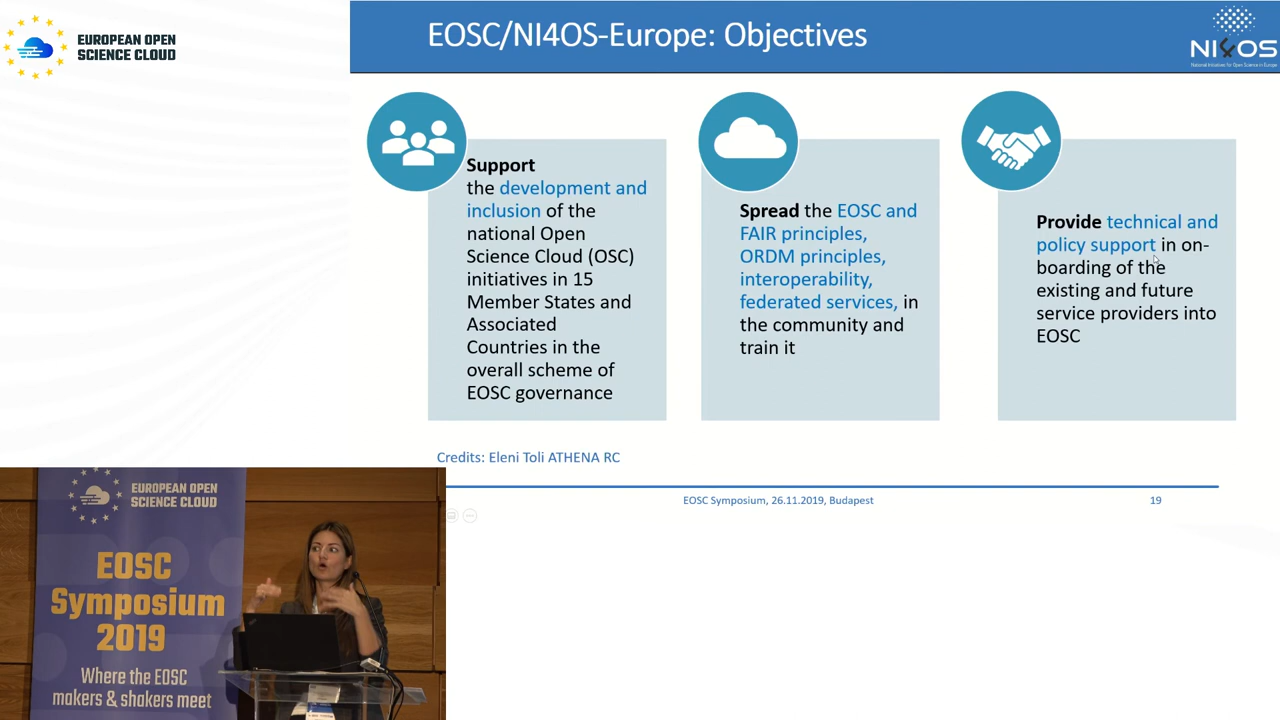 EUROPEAN OPEN
SCIENCE CLOUD
EOSC/NI4OS-Europe: Objectives
NI4OS
National Initiatives for Open Science in Europe
Support
the development and
inclusion of the
national Open
Science Cloud (OSC)
initiatives in 15
Member States and
Associated
Countries in the
overall scheme of
EOSC governance
Spread the EOSC and
FAIR principles,
ORDM principles,
interoperability,
federated services, in
the community and
train it
Provide technical and
policy support in on-
boarding of the
existing and future
service providers into
EOSC
Credits: Eleni Toli ATHENA RC
EOSC Symposium, 26.11.2019, Budapest
19
EUROPEAN OPEN
SCIENCE CLOUD
EOSC
Symposium
2019
Where the EOSC
makers & shakers meet